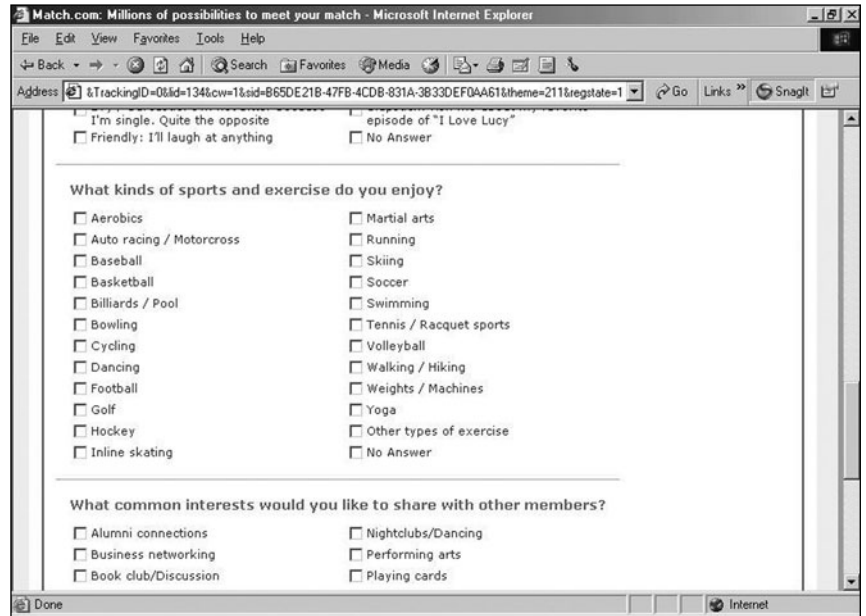 Match.com: Millions of possibilities to meet your match - Microsoft Internet Explorer
File Edit View Favorites Tools Help
Back Search Favorites Media
Address &TrackingID=0&lid=134&cw=1&sid=B65DE21B-47FB-4CDB-831A-3B33DEF0AA61&theme=211&regstate=1 Go Links » SnagIt
I'm single. Quite the opposite
episode of "I Love Lucy"
Friendly: I'll laugh at anything
No Answer
What kinds of sports and exercise do you enjoy?
Aerobics
Auto racing / Motorcross
Baseball
Basketball
Billiards / Pool
Bowling
Cycling
Dancing
Football
Golf
Hockey
Inline skating
Martial arts
Running
Skiing
Soccer
Swimming
Tennis / Racquet sports
Volleyball
Walking / Hiking
Weights / Machines
Yoga
Other types of exercise
No Answer
What common interests would you like to share with other members?
Alumni connections
Business networking
Book club/Discussion
Nightclubs/Dancing
Performing arts
Playing cards
Done Internet